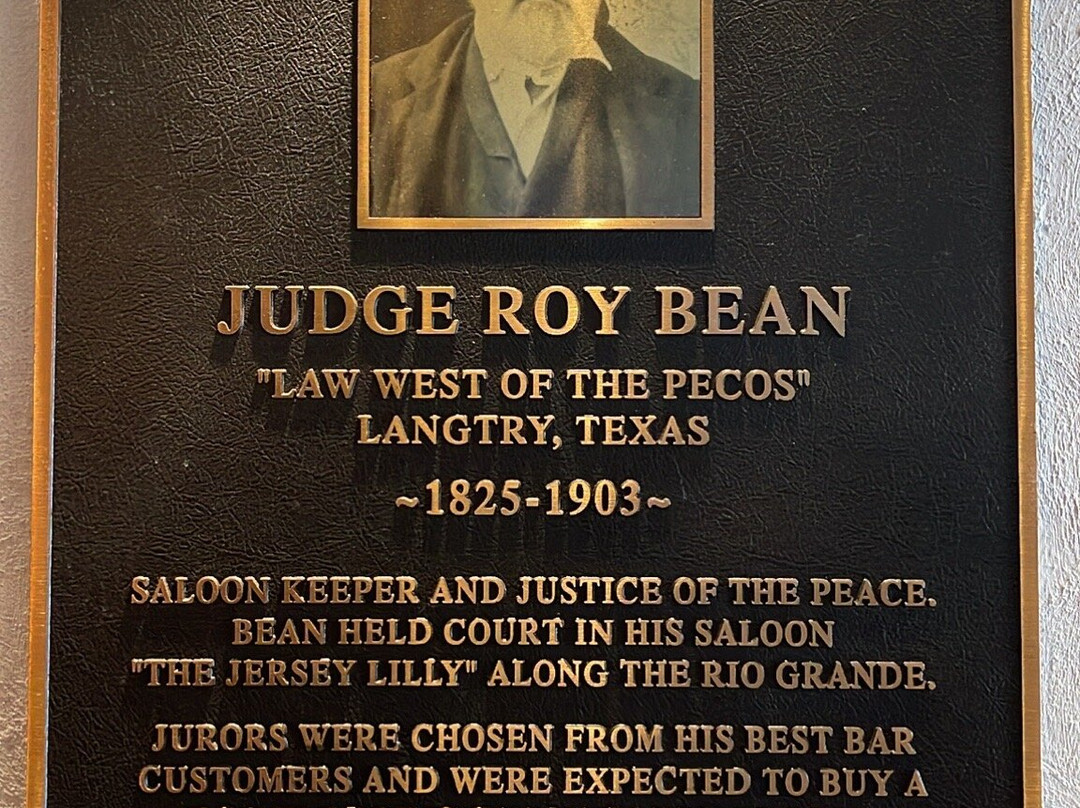 JUDGE ROY BEAN
"LAW WEST OF THE PECOS"
LANGTRY, TEXAS
~1825-1903~
SALOON KEEPER AND JUSTICE OF THE PEACE.
BEAN HELD COURT IN HIS SALOON
"THE JERSEY LILLY" ALONG THE RIO GRANDE.
JURORS WERE CHOSEN FROM HIS BEST BAR
CUSTOMERS AND WERE EXPECTED TO BUY A